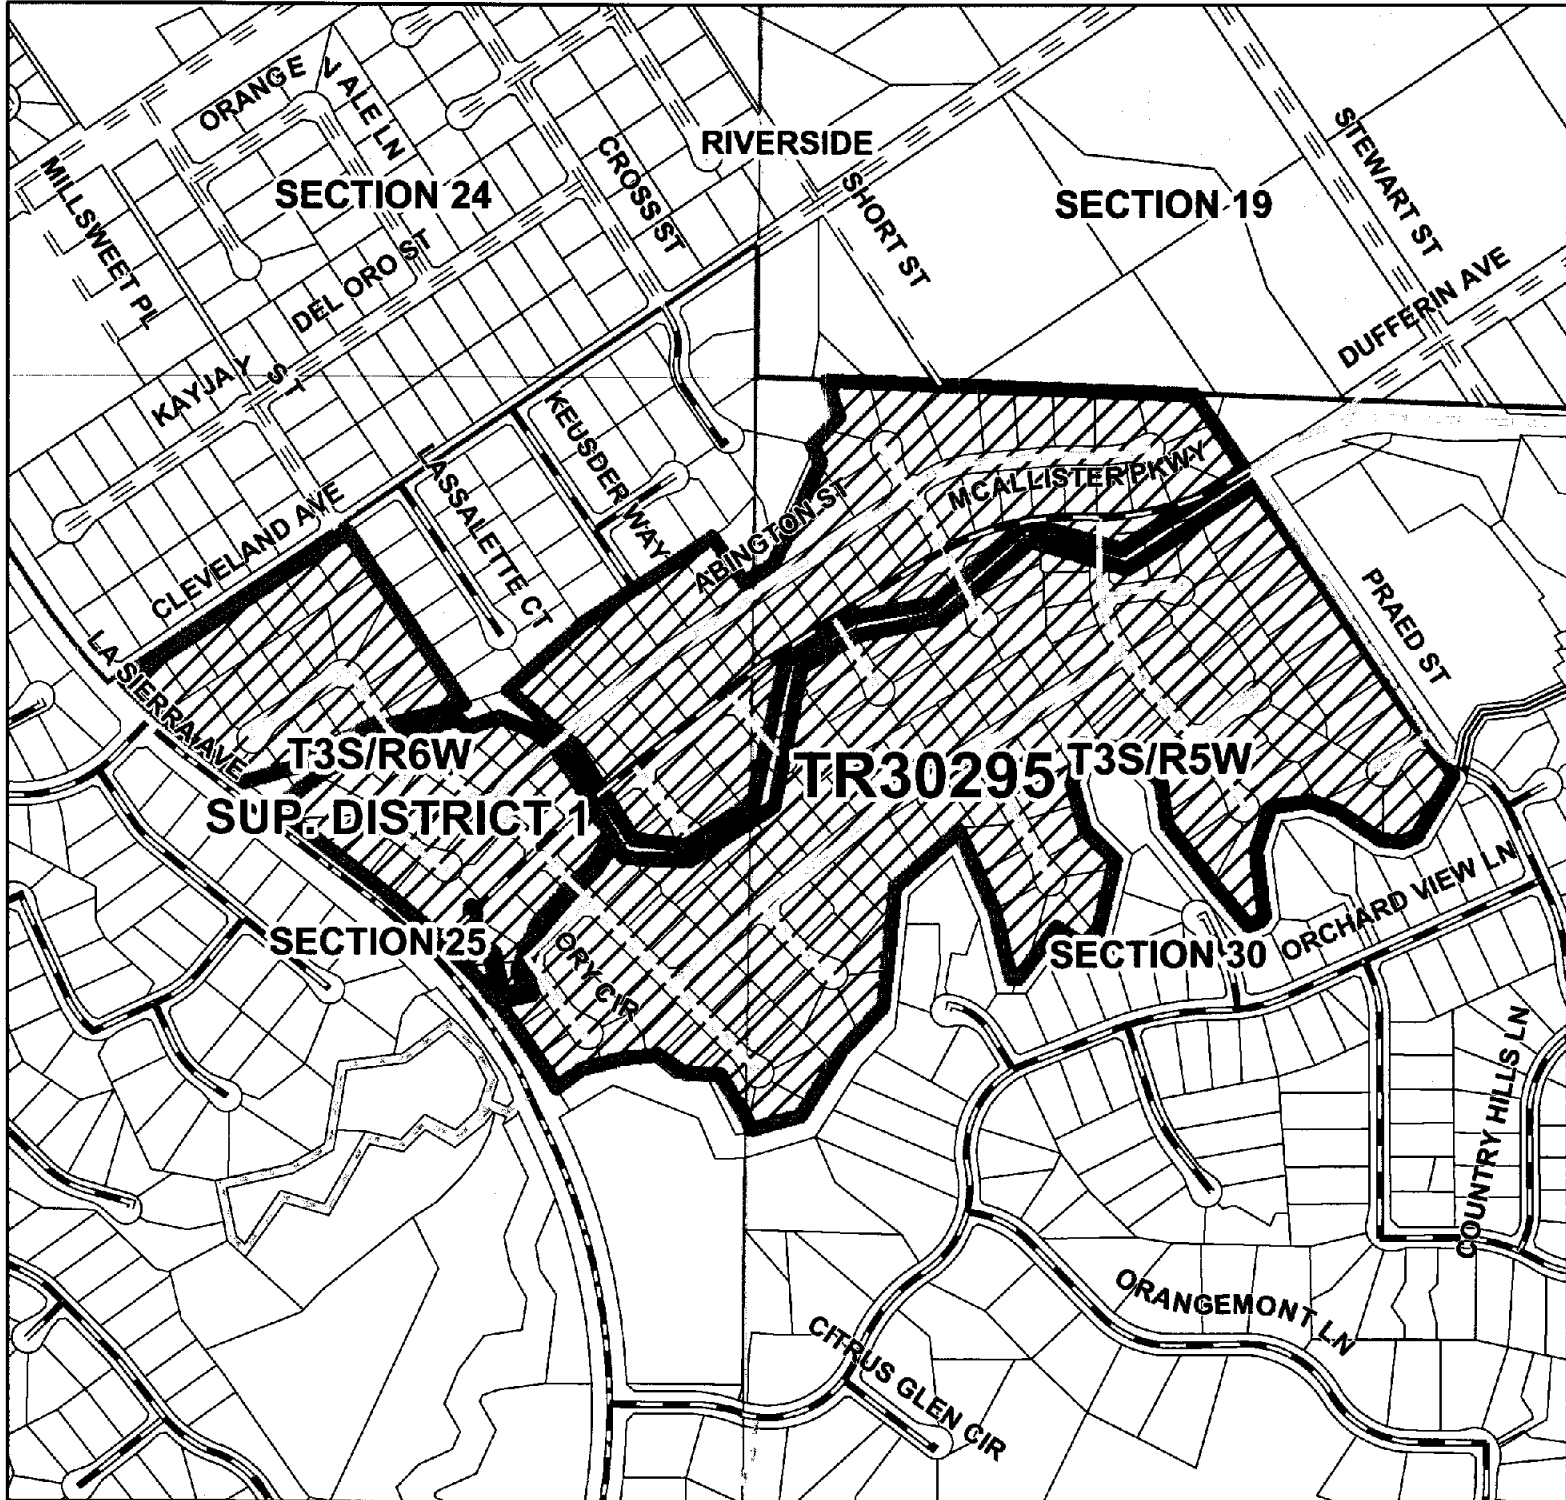 ORANGE
VALE LN
RIVERSIDE
SECTION 24
SECTION 19
MILLSWEET PL
CROSS ST
SHORT ST
STEWART ST
DEL ORO ST
DUFFERIN AVE
KAYJAY ST
KEUSDER WAY
LASSALETTE CT
CLEVELAND AVE
ABINGTON ST
MCALLISTER PKWY
PRAED ST
LA SIERRA AVE
T3S/R6W
TR30295
T3S/R5W
SUP. DISTRICT 1
SECTION 25
ORY CIR
SECTION 30
ORCHARD VIEW LN
COUNTRY HILLS LN
ORANGEMONT LN
CITRUS GLEN CIR